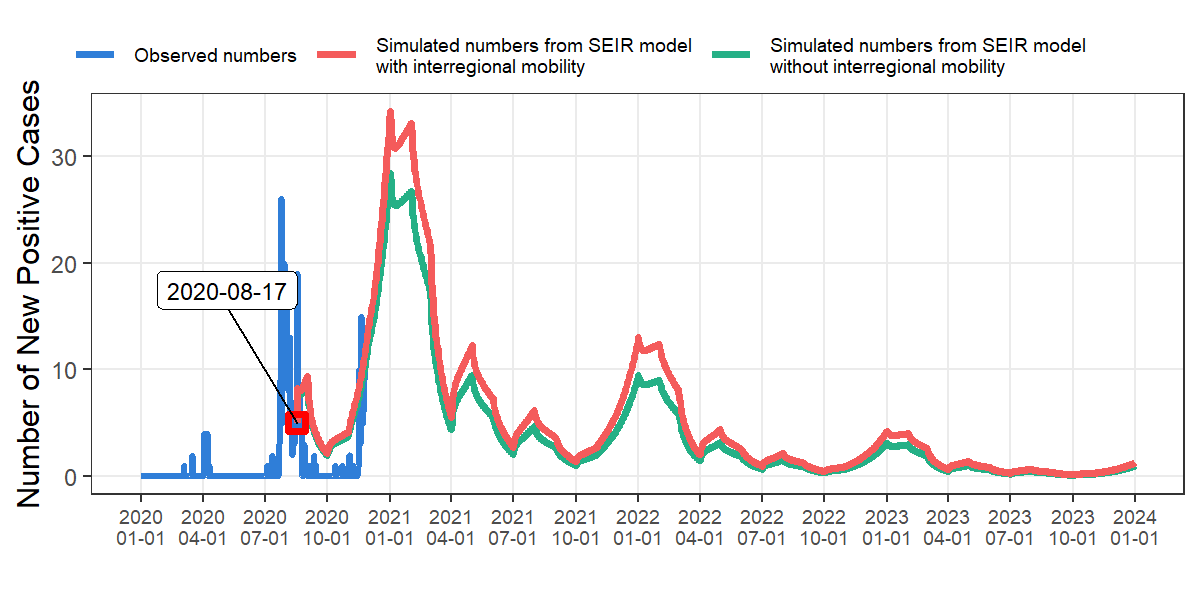 Observed numbers
Simulated numbers from SEIR model
with interregional mobility
Simulated numbers from SEIR model
without interregional mobility
Number of New Positive Cases
30
20
10
0
2020-08-17
2020 2020 2020 2020 2021 2021 2021 2021 2022 2022 2022 2022 2023 2023 2023 2023 2024
01-01 04-01 07-01 10-01 01-01 04-01 07-01 10-01 01-01 04-01 07-01 10-01 01-01 04-01 07-01 10-01 01-01